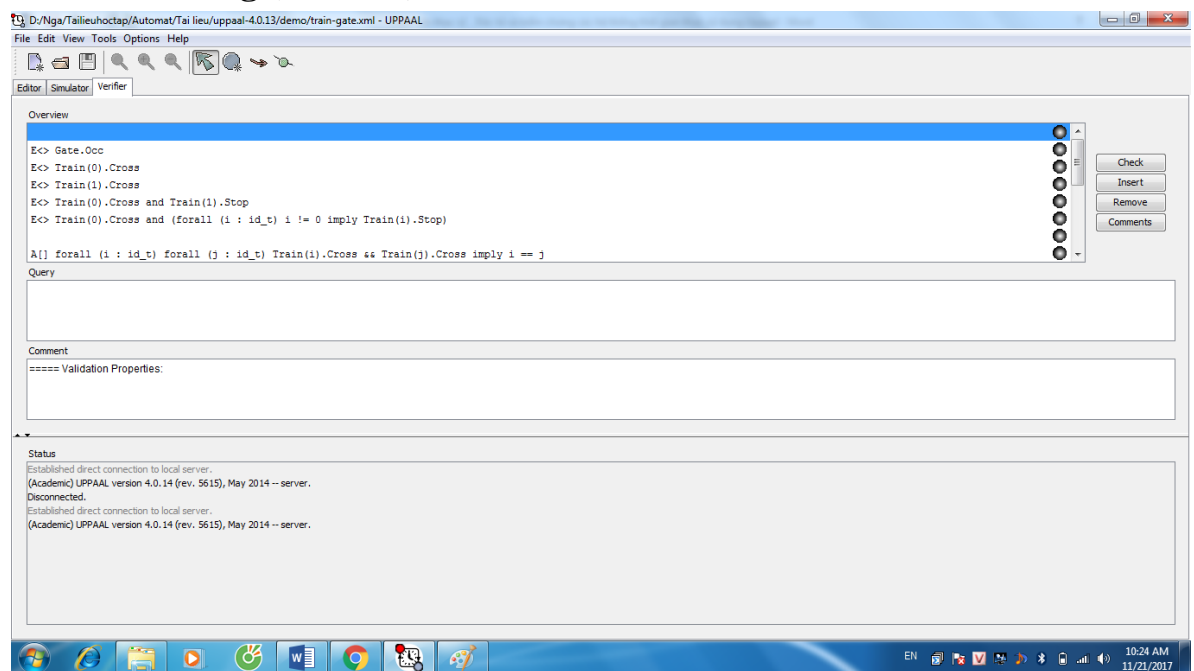 D:/Nga/Tailieuhoctap/Automat/Tai lieu/uppaal-4.0.13/demo/train-gate.xml - UPPAAL
File Edit View Tools Options Help
Editor Simulator Verifier
Overview
E<> Gate.Occ
E<> Train(0).Cross
E<> Train(1).Cross
E<> Train(0).Cross and Train(1).Stop
E<> Train(0).Cross and (forall (i : id_t) i != 0 imply Train(i).Stop)
A[] forall (i : id_t) forall (j : id_t) Train(i).Cross && Train(j).Cross imply i == j
Check
Insert
Remove
Comments
Query
Comment
===== Validation Properties:
Status
Established direct connection to local server.
(Academic) UPPAAL version 4.0.14 (rev. 5615), May 2014 -- server.
Disconnected.
Established direct connection to local server.
(Academic) UPPAAL version 4.0.14 (rev. 5615), May 2014 -- server.
EN
10:24 AM
11/21/2017